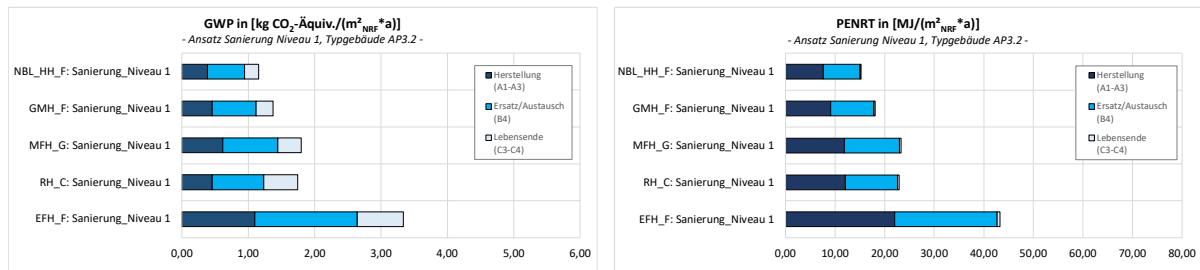 GWP in [kg CO₂-Äquiv./(m²NRF*a)]
- Ansatz Sanierung Niveau 1, Typgebäude AP3.2 -
NBL_HH_F: Sanierung_Niveau 1
GMH_F: Sanierung_Niveau 1
MFH_G: Sanierung_Niveau 1
RH_C: Sanierung_Niveau 1
EFH_F: Sanierung_Niveau 1
Herstellung
(A1-A3)
Ersatz/Austausch
(B4)
Lebensende
(C3-C4)
0,00 1,00 2,00 3,00 4,00 5,00 6,00
PENRT in [MJ/(m²NRF*a)]
- Ansatz Sanierung Niveau 1, Typgebäude AP3.2 -
NBL_HH_F: Sanierung_Niveau 1
GMH_F: Sanierung_Niveau 1
MFH_G: Sanierung_Niveau 1
RH_C: Sanierung_Niveau 1
EFH_F: Sanierung_Niveau 1
Herstellung
(A1-A3)
Ersatz/Austausch
(B4)
Lebensende
(C3-C4)
0,00 10,00 20,00 30,00 40,00 50,00 60,00 70,00 80,00